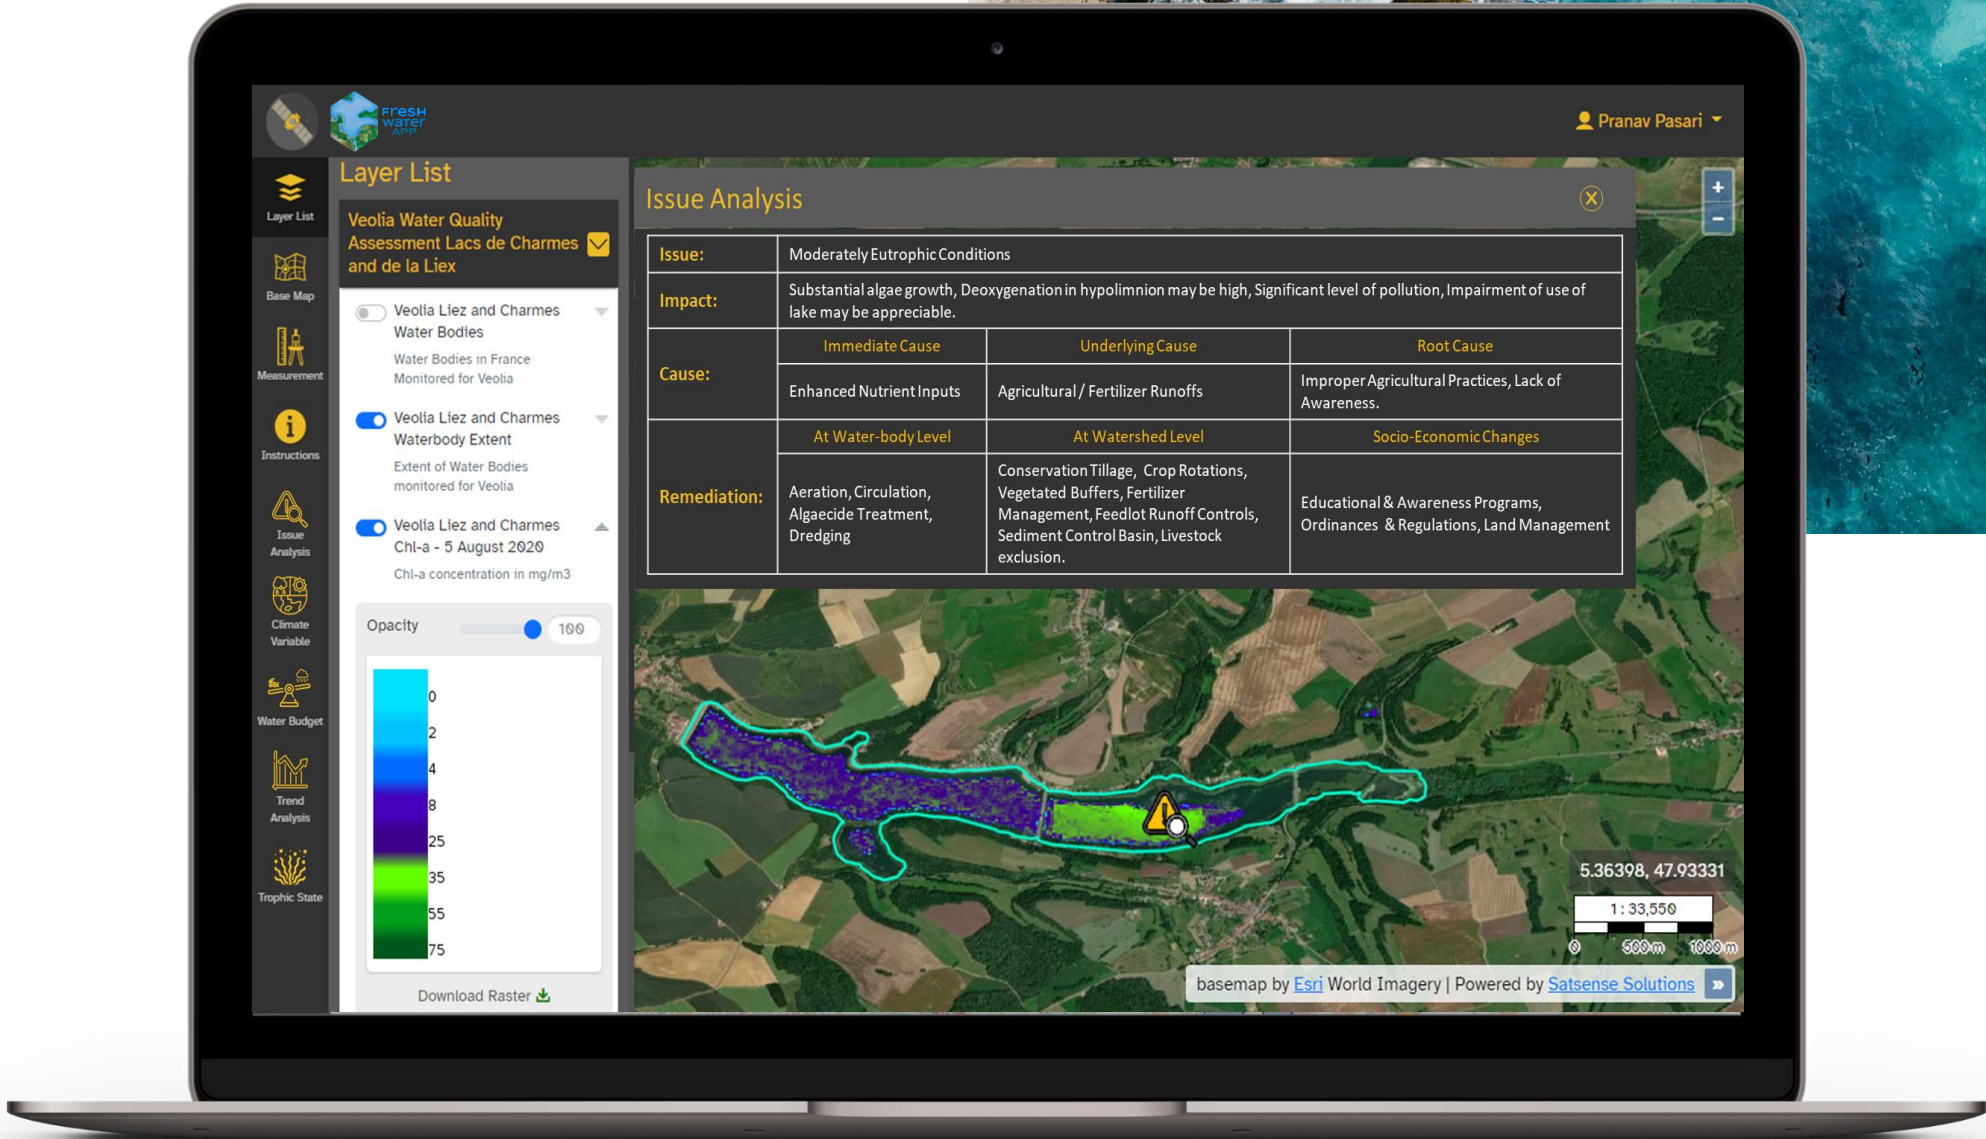 Fresh
water
APP
Pranav Pasari
Layer List
Base Map
Measurement
Instructions
Issue
Analysis
Climate
Variable
Water Budget
Trend
Analysis
Trophic State
Layer List
Veolia Water Quality
Assessment Lacs de Charmes
and de la Liex
Veolia Liez and Charmes
Water Bodies
Water Bodies in France
Monitored for Veolia
Veolia Liez and Charmes
Waterbody Extent
Extent of Water Bodies
monitored for Veolia
Veolia Liez and Charmes
Chl-a - 5 August 2020
Chl-a concentration in mg/m3
Opacity 100
0
2
4
8
25
35
55
75
Download Raster
Issue Analysis
X
Issue: Moderately Eutrophic Conditions
Impact: Substantial algae growth, Deoxygenation in hypolimnion may be high, Significant level of pollution, Impairment of use of
lake may be appreciable.
Cause:
Immediate Cause Underlying Cause Root Cause
Enhanced Nutrient Inputs
Agricultural / Fertilizer Runoffs
Improper Agricultural Practices, Lack of
Awareness.
Remediation:
At Water-body Level At Watershed Level Socio-Economic Changes
Aeration, Circulation,
Algaecide Treatment,
Dredging
Conservation Tillage, Crop Rotations,
Vegetated Buffers, Fertilizer
Management, Feedlot Runoff Controls,
Sediment Control Basin, Livestock
exclusion.
Educational & Awareness Programs,
Ordinances & Regulations, Land Management
+
-
5.36398, 47.93331
1 : 33,550
0 500 m 1000 m
basemap by Esri World Imagery | Powered by Satsense Solutions »